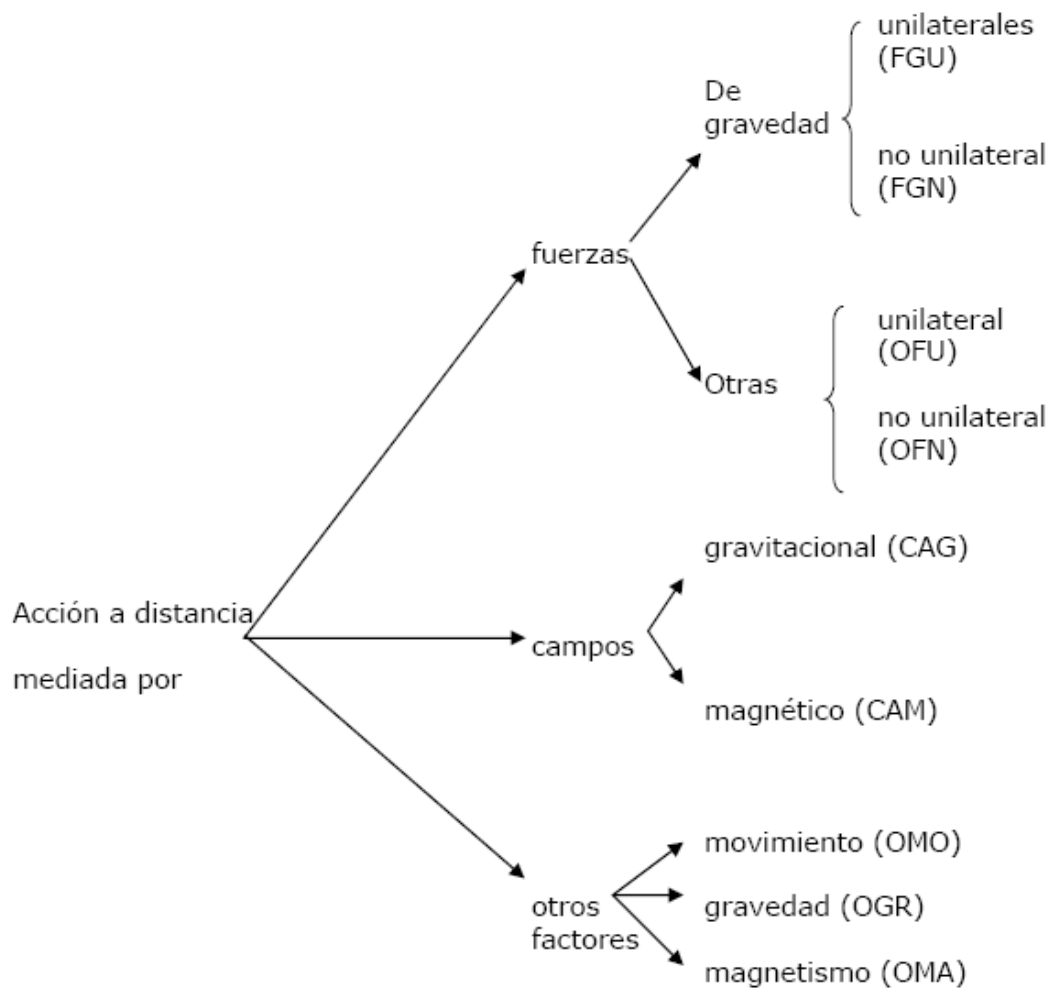 unilaterales
(FGU)
De
gravedad
no unilateral
(FGN)
fuerzas
unilateral
(OFU)
Otras
no unilateral
(OFN)
gravitacional (CAG)
Acción a distancia
mediada por
campos
magnético (CAM)
movimiento (OMO)
otros
factores
gravedad (OGR)
magnetismo (OMA)